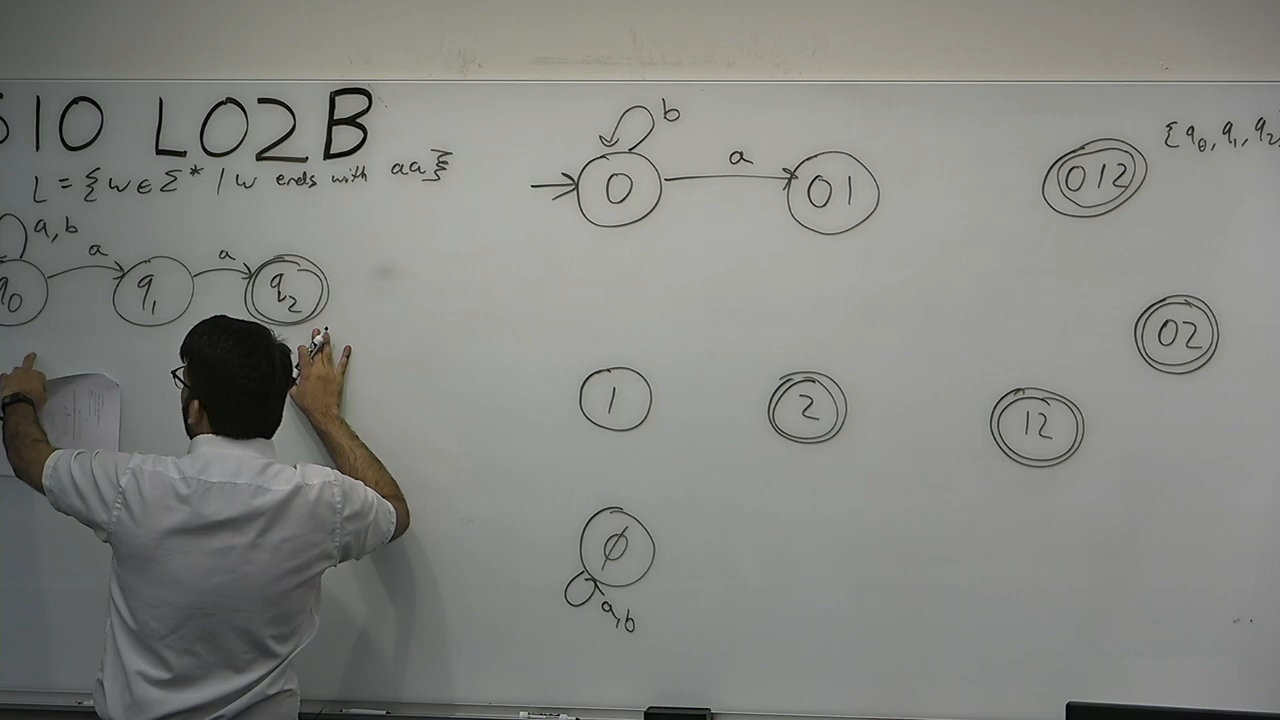 510 L02B
L = {w ∈ Σ* / w ends with aa}
a,b
a
a
q0
q1
q2
b
a
0
01
012
{q0, q1, q2}
02
1
2
12
∅
a,b